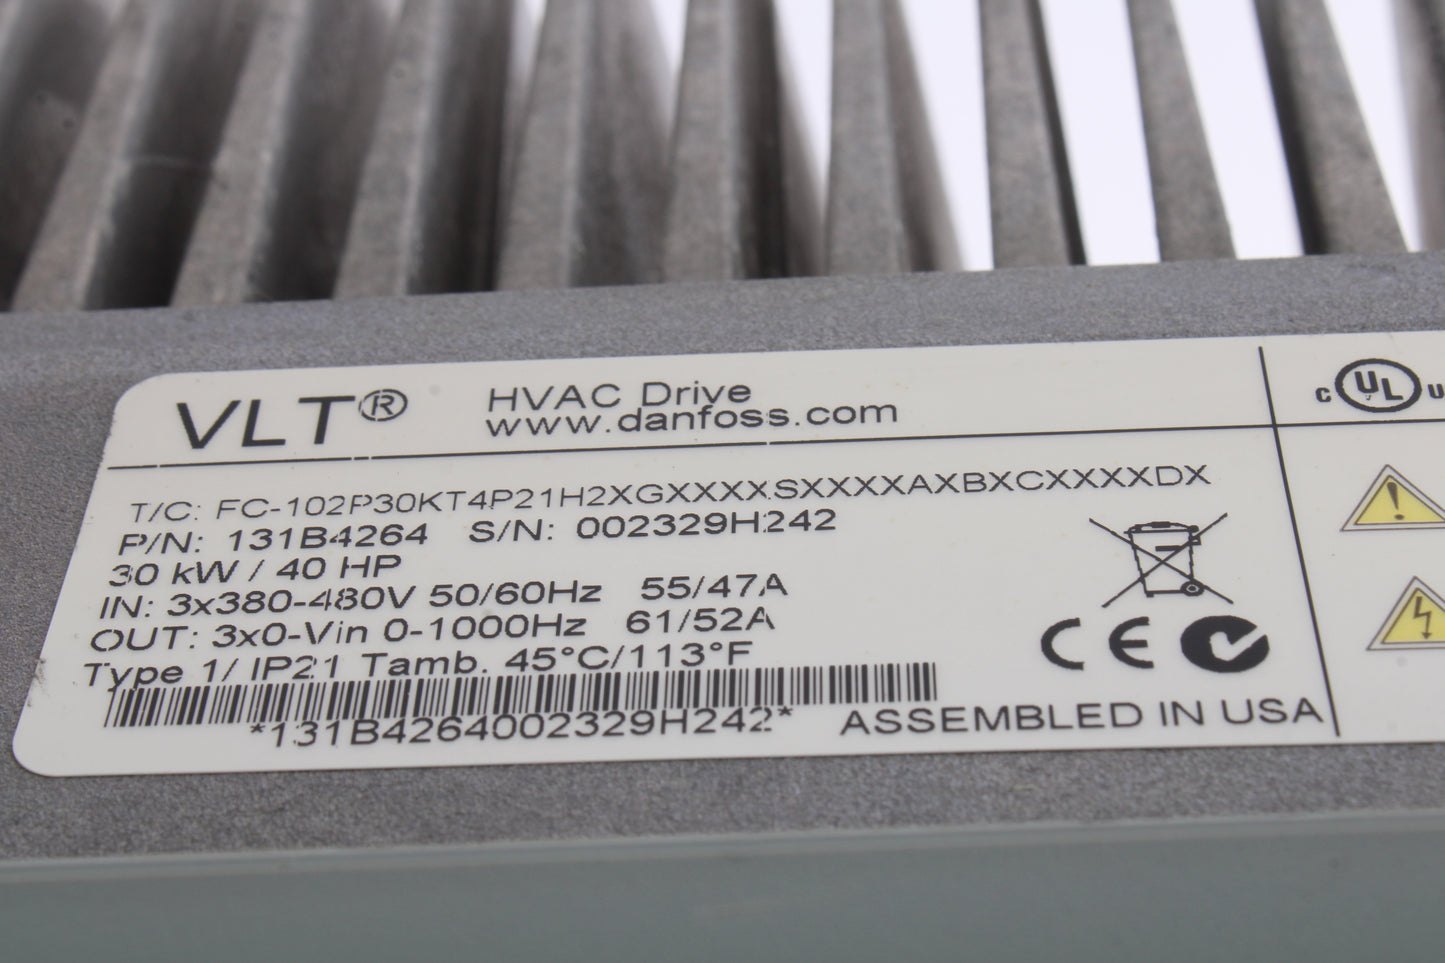 VLT® HVAC Drive
www.danfoss.com
C UL U
T/C: FC-102P30KT4P21H2XGXXXXSXXXXAXBXCXXXXDX
P/N: 131B4264 S/N: 002329H242
30 kW / 40 HP
IN: 3x380-480V 50/60Hz 55/47A
OUT: 3x0-Vin 0-1000Hz 61/52A
Type 1/ IP21 Tamb. 45°C/113°F
*131B4264002329H242* ASSEMBLED IN USA
CE